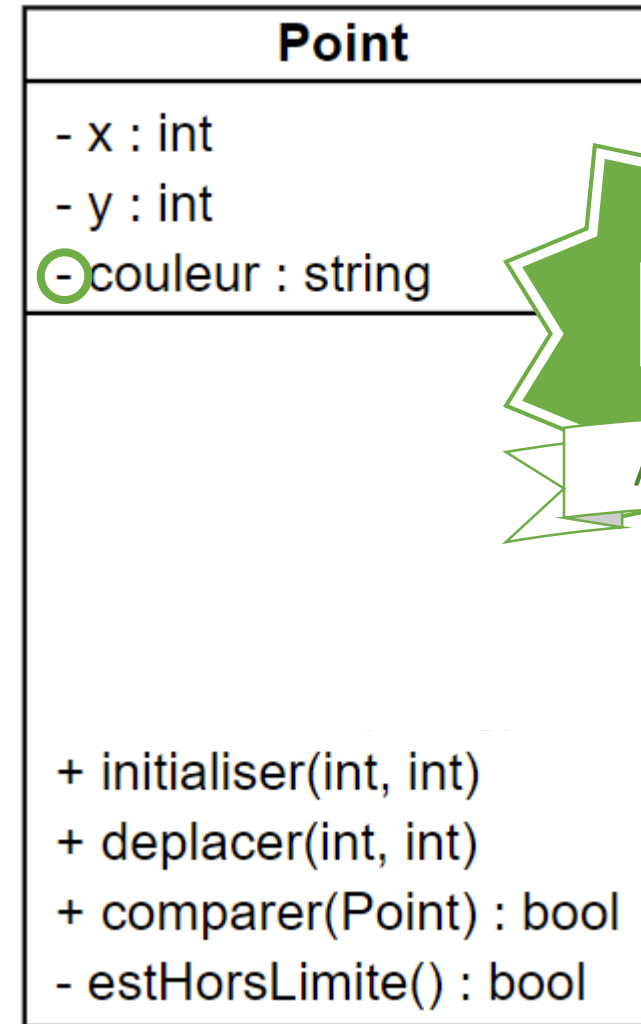 Point
- x : int
- y : int
- couleur : string
+ initialiser(int, int)
+ deplacer(int, int)
+ comparer(Point) : bool
- estHorsLimite() : bool